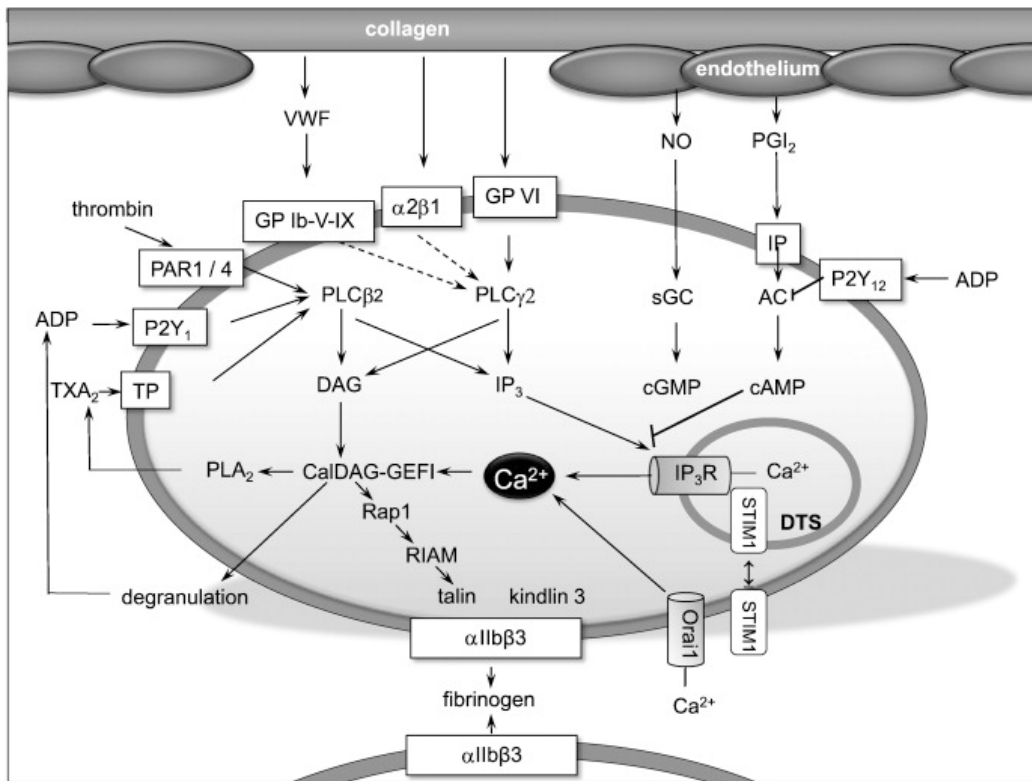 collagen
endothelium
VWF
NO
PGI₂
thrombin
GP Ib-V-IX
α2β1
GP VI
PAR1 / 4
IP
P2Y₁₂
ADP
ADP
P2Y₁
PLCβ2
PLCγ2
sGC
AC
TXA₂
TP
DAG
IP₃
cGMP
cAMP
PLA₂
CalDAG-GEFI
Ca²⁺
IP₃R
Ca²⁺
Rap1
STIM1
DTS
RIAM
degranulation
talin
kindlin 3
αIIbβ3
Orai1
STIM1
fibrinogen
Ca²⁺
αIIbβ3